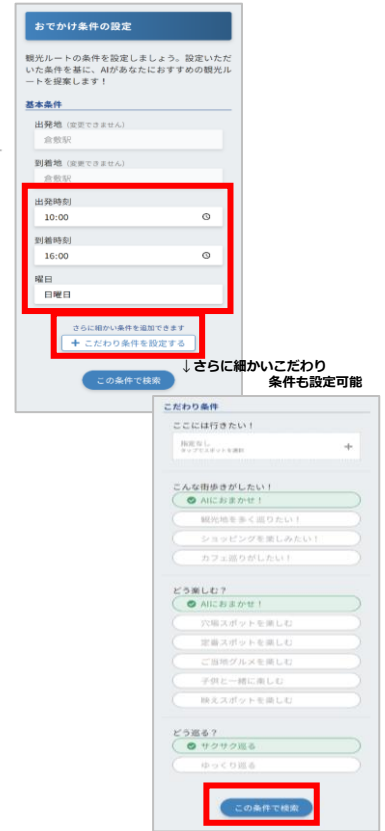 おでかけ条件の設定
観光ルートの条件を設定しましょう。設定いただ
いた条件を基に、AIがあなたにおすすめの観光ル
ートを提案します！
基本条件
出発地（変更できません）
倉敷駅
到着地（変更できません）
倉敷駅
出発時刻
10:00
到着時刻
16:00
曜日
日曜日
さらに細かい条件を追加できます
+ こだわり条件を設定する
この条件で検索
↓さらに細かいこだわり
条件も設定可能
こだわり条件
ここには行きたい！
指定なし
タップでスポットを選択
+
こんな街歩きがしたい！
AIにおまかせ！
観光地を多く巡りたい！
ショッピングを楽しみたい！
カフェ巡りがしたい！
どう楽しむ？
AIにおまかせ！
穴場スポットを楽しむ
定番スポットを楽しむ
ご当地グルメを楽しむ
子供と一緒に楽しむ
映えスポットを楽しむ
どう巡る？
サクサク巡る
ゆっくり巡る
この条件で検索